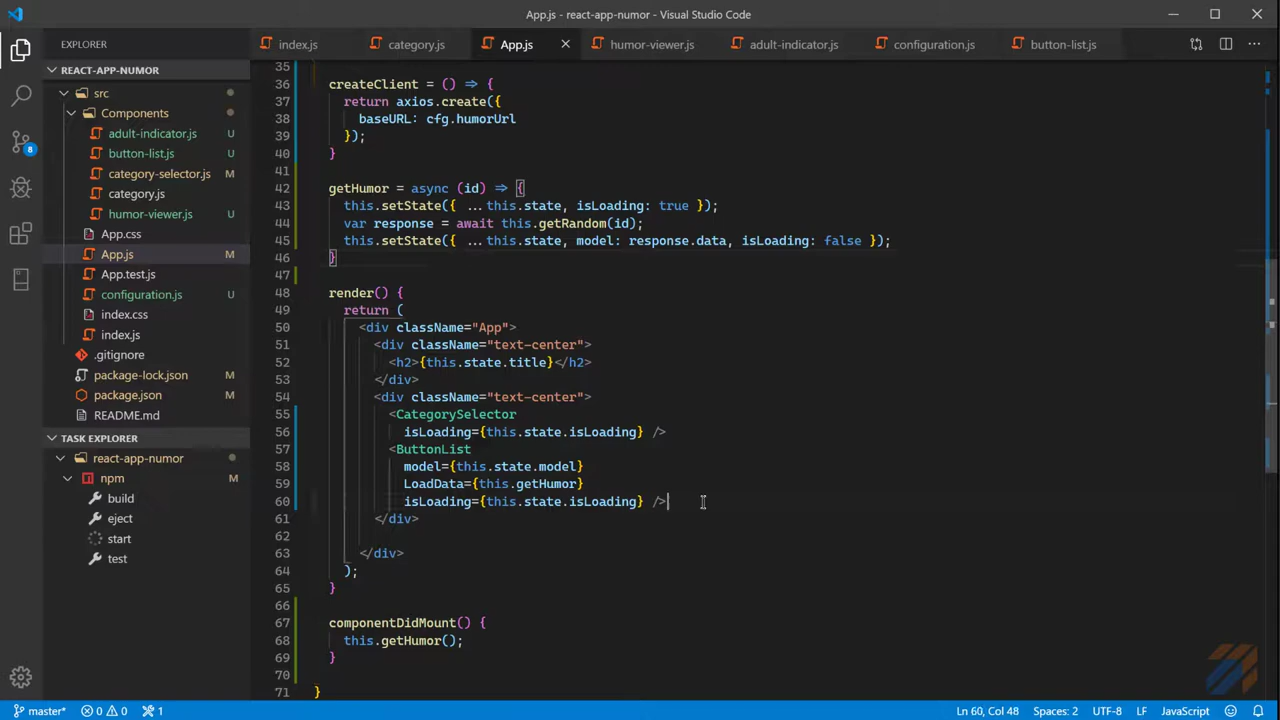 App.js - react-app-numor - Visual Studio Code
EXPLORER
index.js
category.js
App.js
humor-viewer.js
adult-indicator.js
configuration.js
button-list.js
REACT-APP-NUMOR
src
Components
adult-indicator.js U
button-list.js U
category-selector.js M
category.js
humor-viewer.js U
App.css
App.js M
App.test.js
configuration.js U
index.css
index.js
.gitignore
package-lock.json M
package.json M
README.md
TASK EXPLORER
react-app-numor
npm
build
eject
start
test
8
35
36 createClient = () => {
37 return axios.create({
38 baseURL: cfg.humorUrl
39 });
40 }
41
42 getHumor = async (id) => {
43 this.setState({ ...this.state, isLoading: true });
44 var response = await this.getRandom(id);
45 this.setState({ ...this.state, model: response.data, isLoading: false });
46 }
47
48 render() {
49 return (
50 <div className="App">
51 <div className="text-center">
52 <h2>{this.state.title}</h2>
53 </div>
54 <div className="text-center">
55 <CategorySelector
56 isLoading={this.state.isLoading} />
57 <ButtonList
58 model={this.state.model}
59 LoadData={this.getHumor}
60 isLoading={this.state.isLoading} />
61 </div>
62
63 </div>
64 );
65 }
66
67 componentDidMount() {
68 this.getHumor();
69 }
70
71 }
master* 0 0 1
Ln 60, Col 48 Spaces: 2 UTF-8 LF JavaScript